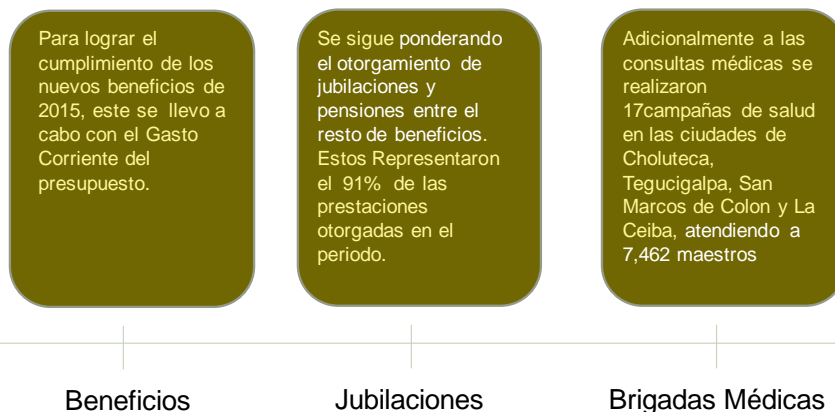 Para lograr el
cumplimiento de los
nuevos beneficios de
2015, este se llevo a
cabo con el Gasto
Corriente del
presupuesto.
Se sigue ponderando
el otorgamiento de
jubilaciones y
pensiones entre el
resto de beneficios.
Estos Representaron
el 91% de las
prestaciones
otorgadas en el
periodo.
Adicionalmente a las
consultas médicas se
realizaron
17campañas de salud
en las ciudades de
Choluteca,
Tegucigalpa, San
Marcos de Colon y La
Ceiba, atendiendo a
7,462 maestros
Beneficios
Jubilaciones
Brigadas Médicas